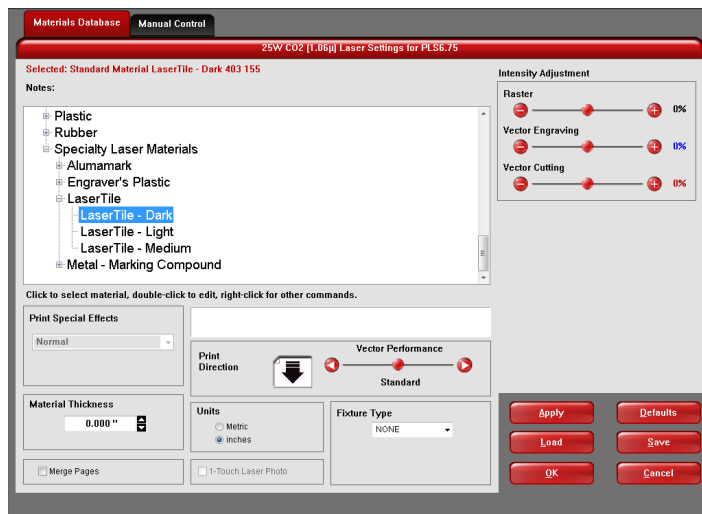 Materials Database
Manual Control
25W CO2 (1.06µ) Laser Settings for PLS6.75
Selected: Standard Material LaserTile - Dark 403 155
Notes:
Plastic
Rubber
Specialty Laser Materials
Alumamark
Engraver's Plastic
LaserTile
LaserTile - Dark
LaserTile - Light
LaserTile - Medium
Metal - Marking Compound
Click to select material, double-click to edit, right-click for other commands.
Intensity Adjustment
Raster
0%
Vector Engraving
0%
Vector Cutting
0%
Print Special Effects
Normal
Print
Direction
Vector Performance
Standard
Material Thickness
0.000 "
Units
Metric
inches
Fixture Type
NONE
Merge Pages
1-Touch Laser Photo
Apply
Defaults
Load
Save
OK
Cancel